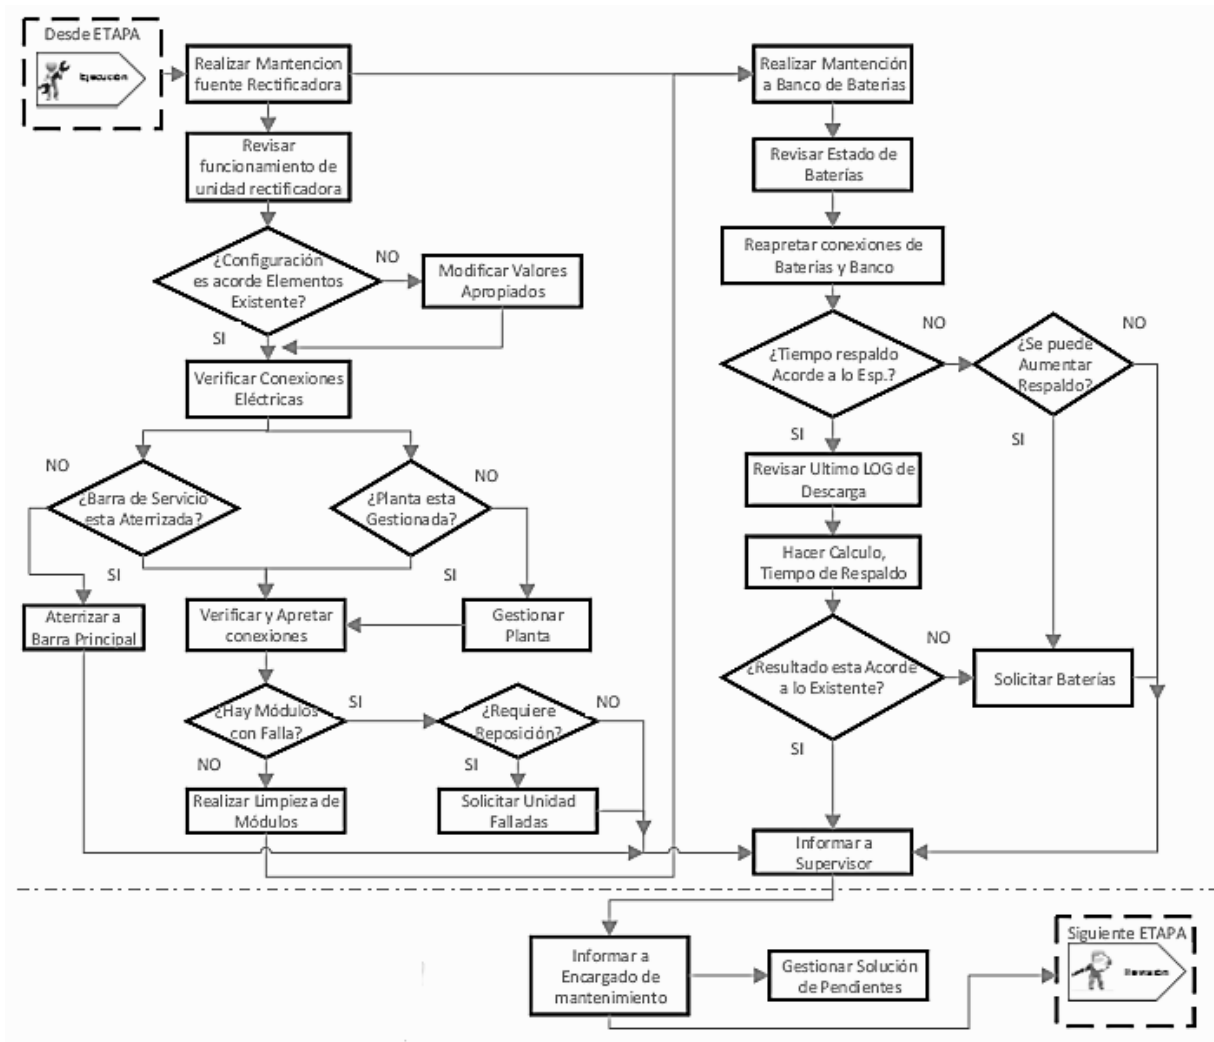 Desde ETAPA
Ejecución
Realizar Mantencion
fuente Rectificadora
Revisar
funcionamiento de
unidad rectificadora
¿Configuración
es acorde Elementos
Existente?
NO
Modificar Valores
Apropiados
SI
Verificar Conexiones
Eléctricas
NO
¿Barra de Servicio
esta Aterrizada?
¿Planta esta
Gestionada?
NO
SI
SI
Aterrizar a
Barra Principal
Verificar y Apretar
conexiones
Gestionar
Planta
¿Hay Módulos
con Falla?
SI
¿Requiere
Reposición?
NO
NO
SI
Realizar Limpieza de
Módulos
Solicitar Unidad
Falladas
Realizar Mantención
a Banco de Baterías
Revisar Estado de
Baterías
Reapretar conexiones de
Baterías y Banco
¿Tiempo respaldo
Acorde a lo Esp.?
NO
¿Se puede
Aumentar
Respaldo?
NO
SI
SI
Revisar Ultimo LOG de
Descarga
Hacer Calculo,
Tiempo de Respaldo
¿Resultado esta Acorde
a lo Existente?
NO
Solicitar Baterías
SI
Informar a
Supervisor
Informar a
Encargado de
mantenimiento
Gestionar Solución
de Pendientes
Siguiente ETAPA
Revisión